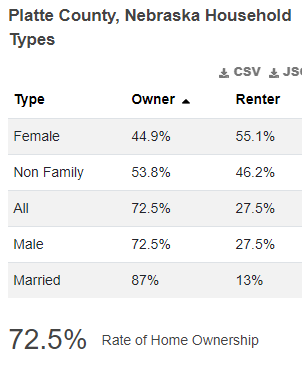 Platte County, Nebraska Household
Types
CSV JS
Type Owner Renter
Female 44.9% 55.1%
Non Family 53.8% 46.2%
All 72.5% 27.5%
Male 72.5% 27.5%
Married 87% 13%
72.5% Rate of Home Ownership